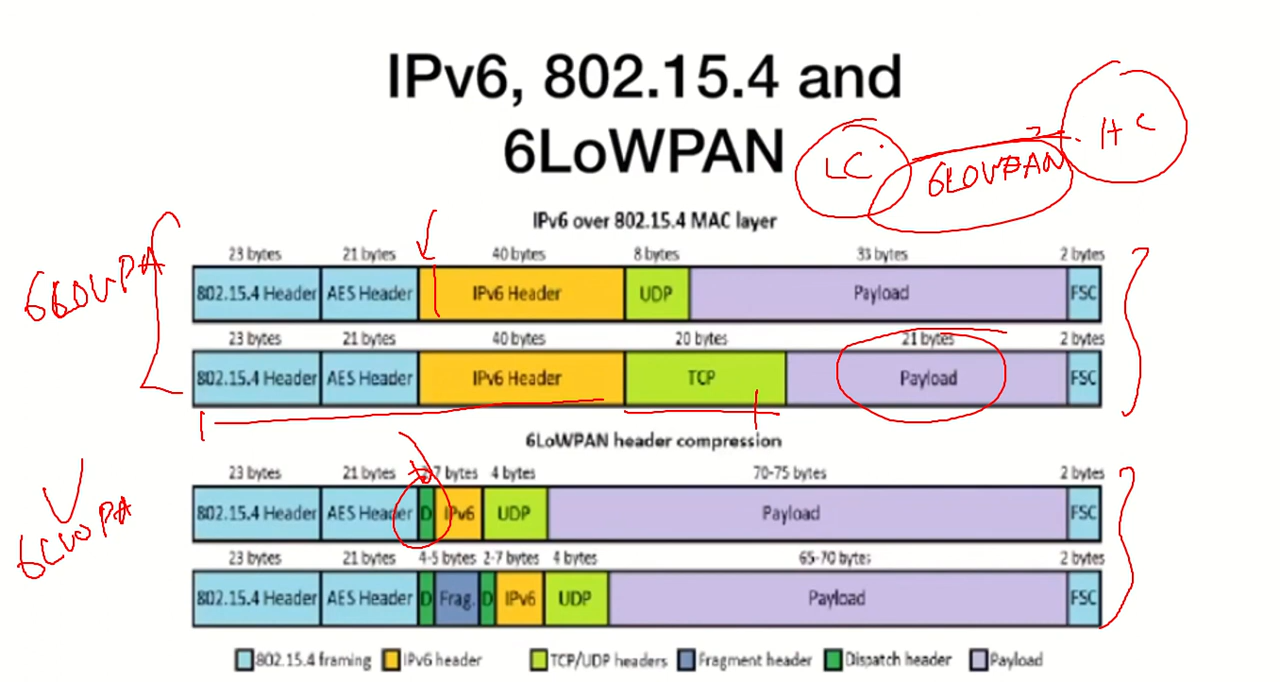 IPv6, 802.15.4 and
6LoWPAN
LC
6LOWPAN
HC
IPv6 over 802.15.4 MAC layer
23 bytes 21 bytes 40 bytes 8 bytes 33 bytes 2 bytes
802.15.4 Header AES Header IPv6 Header UDP Payload FSC
23 bytes 21 bytes 40 bytes 20 bytes 21 bytes 2 bytes
802.15.4 Header AES Header IPv6 Header TCP Payload FSC
6LoWPAN header compression
23 bytes 21 bytes 2-7 bytes 4 bytes 70-75 bytes 2 bytes
802.15.4 Header AES Header D IPv6 UDP Payload FSC
23 bytes 21 bytes 4-5 bytes 2-7 bytes 4 bytes 65-70 bytes 2 bytes
802.15.4 Header AES Header D Frag. D IPv6 UDP Payload FSC
802.15.4 framing IPv6 header TCP/UDP headers Fragment header Dispatch header Payload